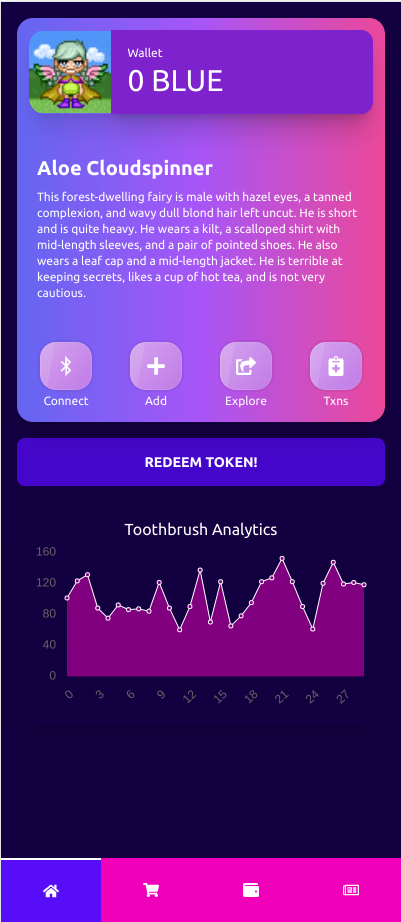 Wallet
0 BLUE
Aloe Cloudspinner
This forest-dwelling fairy is male with hazel eyes, a tanned
complexion, and wavy dull blond hair left uncut. He is short
and is quite heavy. He wears a kilt, a scalloped shirt with
mid-length sleeves, and a pair of pointed shoes. He also
wears a leaf cap and a mid-length jacket. He is terrible at
keeping secrets, likes a cup of hot tea, and is not very
cautious.
Connect Add Explore Txns
REDEEM TOKEN!
Toothbrush Analytics
160
120
80
40
0
0 3 6 9 12 15 18 21 24 27